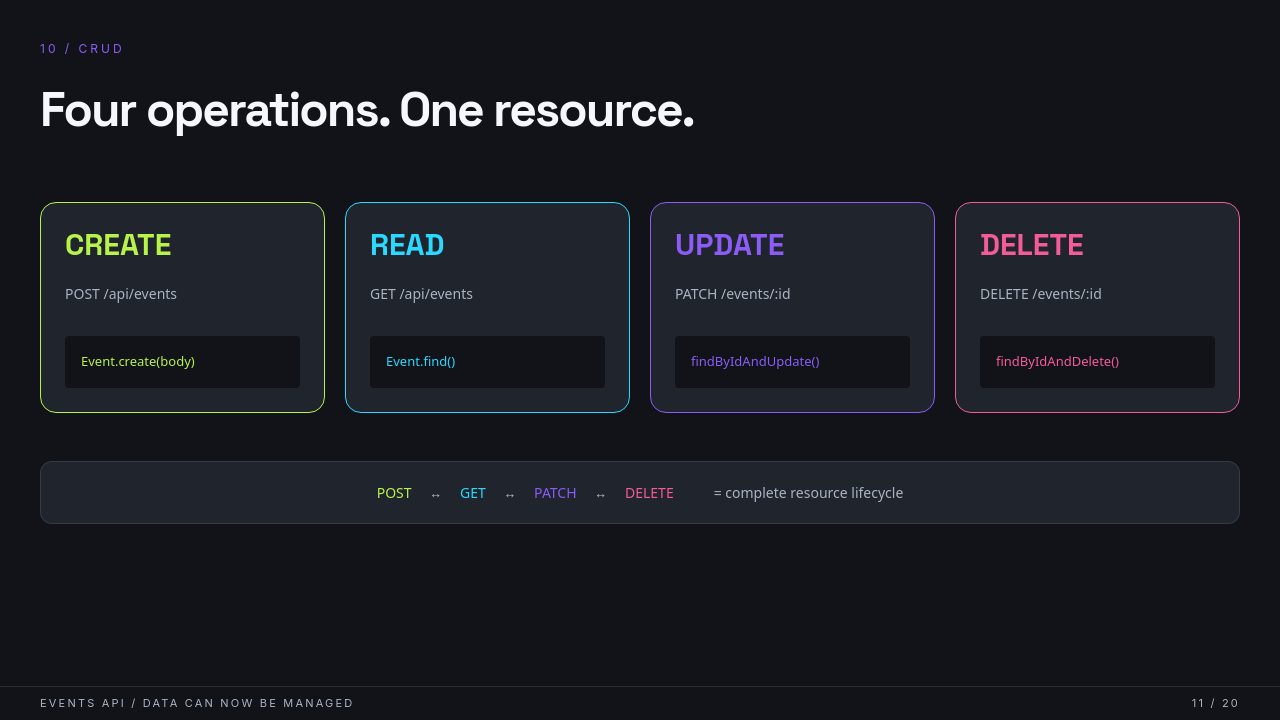 10 / CRUD
Four operations. One resource.
CREATE
POST /api/events
Event.create(body)
READ
GET /api/events
Event.find()
UPDATE
PATCH /events/:id
findByIdAndUpdate()
DELETE
DELETE /events/:id
findByIdAndDelete()
POST ↔ GET ↔ PATCH ↔ DELETE = complete resource lifecycle
EVENTS API / DATA CAN NOW BE MANAGED
11 / 20